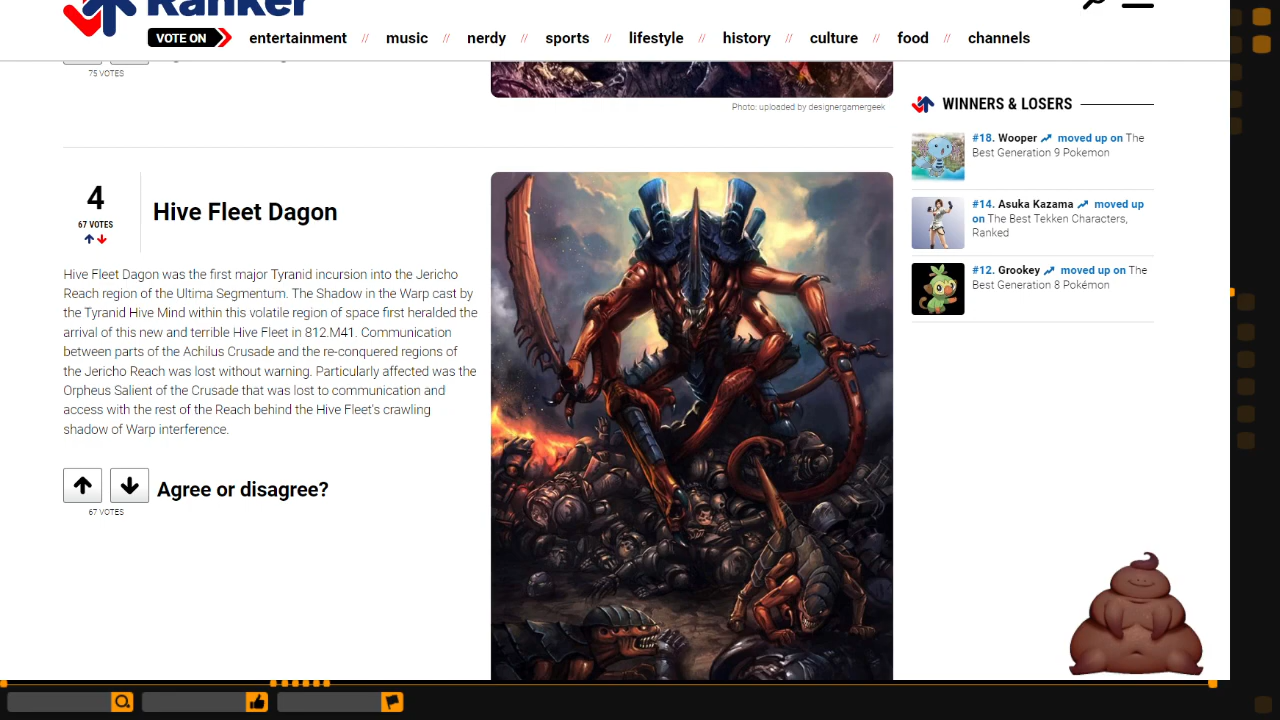 Ranker
VOTE ON
entertainment // music // nerdy // sports // lifestyle // history // culture // food // channels
75 VOTES
Photo: uploaded by designergamergeek
4
67 VOTES
Hive Fleet Dagon
Hive Fleet Dagon was the first major Tyranid incursion into the Jericho
Reach region of the Ultima Segmentum. The Shadow in the Warp cast by
the Tyranid Hive Mind within this volatile region of space first heralded the
arrival of this new and terrible Hive Fleet in 812.M41. Communication
between parts of the Achilus Crusade and the re-conquered regions of
the Jericho Reach was lost without warning. Particularly affected was the
Orpheus Salient of the Crusade that was lost to communication and
access with the rest of the Reach behind the Hive Fleet's crawling
shadow of Warp interference.
Agree or disagree?
67 VOTES
WINNERS & LOSERS
#18. Wooper moved up on The
Best Generation 9 Pokemon
#14. Asuka Kazama moved up
on The Best Tekken Characters,
Ranked
#12. Grookey moved up on The
Best Generation 8 Pokémon